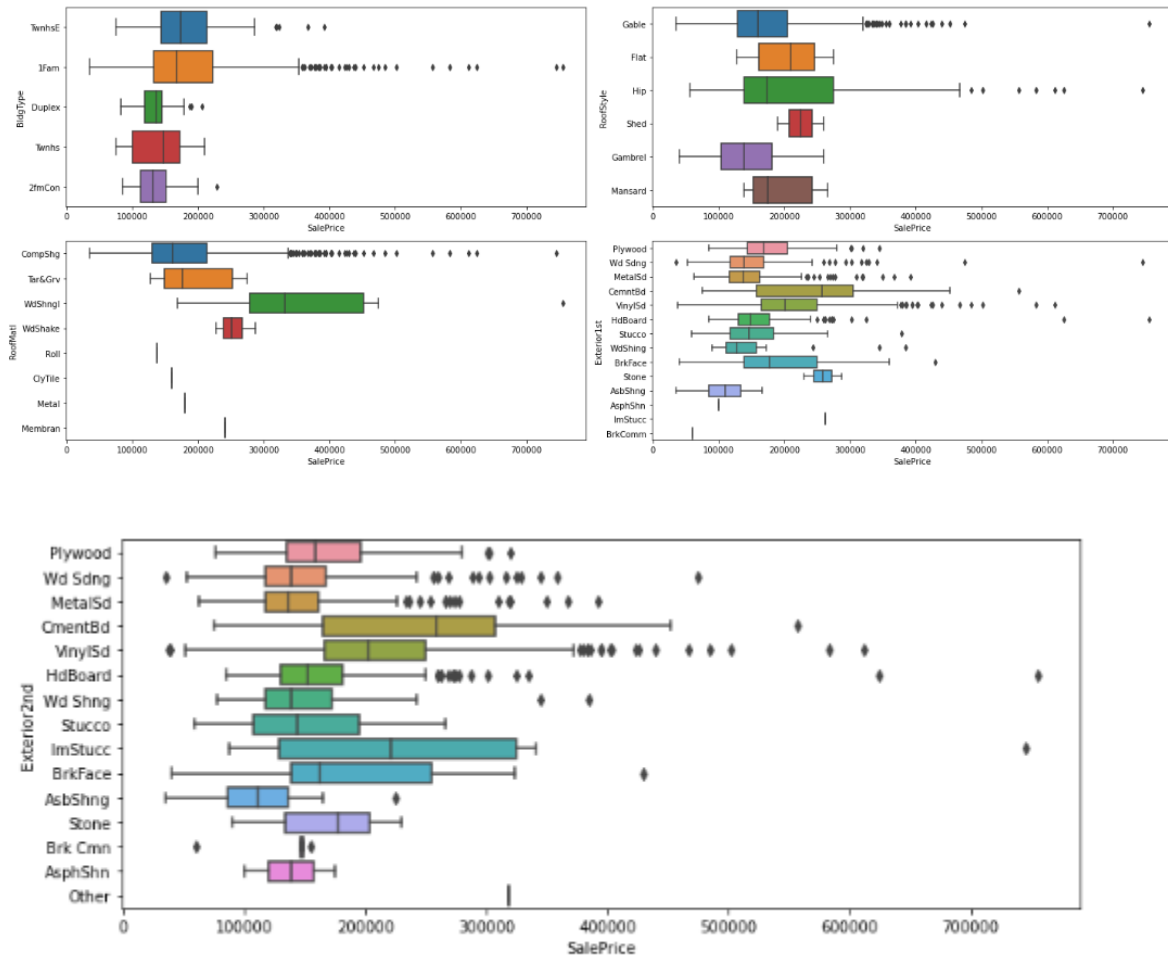 TwnhsE
1Fam
Duplex
Twnhs
2fmCon
BldgType
0 100000 200000 300000 400000 500000 600000 700000
SalePrice
Gable
Flat
Hip
Shed
Gambrel
Mansard
RoofStyle
0 100000 200000 300000 400000 500000 600000 700000
SalePrice
CompShg
Tar&Grv
WdShngl
WdShake
Roll
ClyTile
Metal
Membran
RoofMatl
0 100000 200000 300000 400000 500000 600000 700000
SalePrice
Plywood
Wd Sdng
MetalSd
CemntBd
VinylSd
HdBoard
Stucco
WdShing
BrkFace
Stone
AsbShng
AsphShn
ImStucc
BrkComm
Exterior1st
0 100000 200000 300000 400000 500000 600000 700000
SalePrice
Plywood
Wd Sdng
MetalSd
CmentBd
VinylSd
HdBoard
Wd Shng
Stucco
ImStucc
BrkFace
AsbShng
Stone
Brk Cmn
AsphShn
Other
Exterior2nd
0 100000 200000 300000 400000 500000 600000 700000
SalePrice